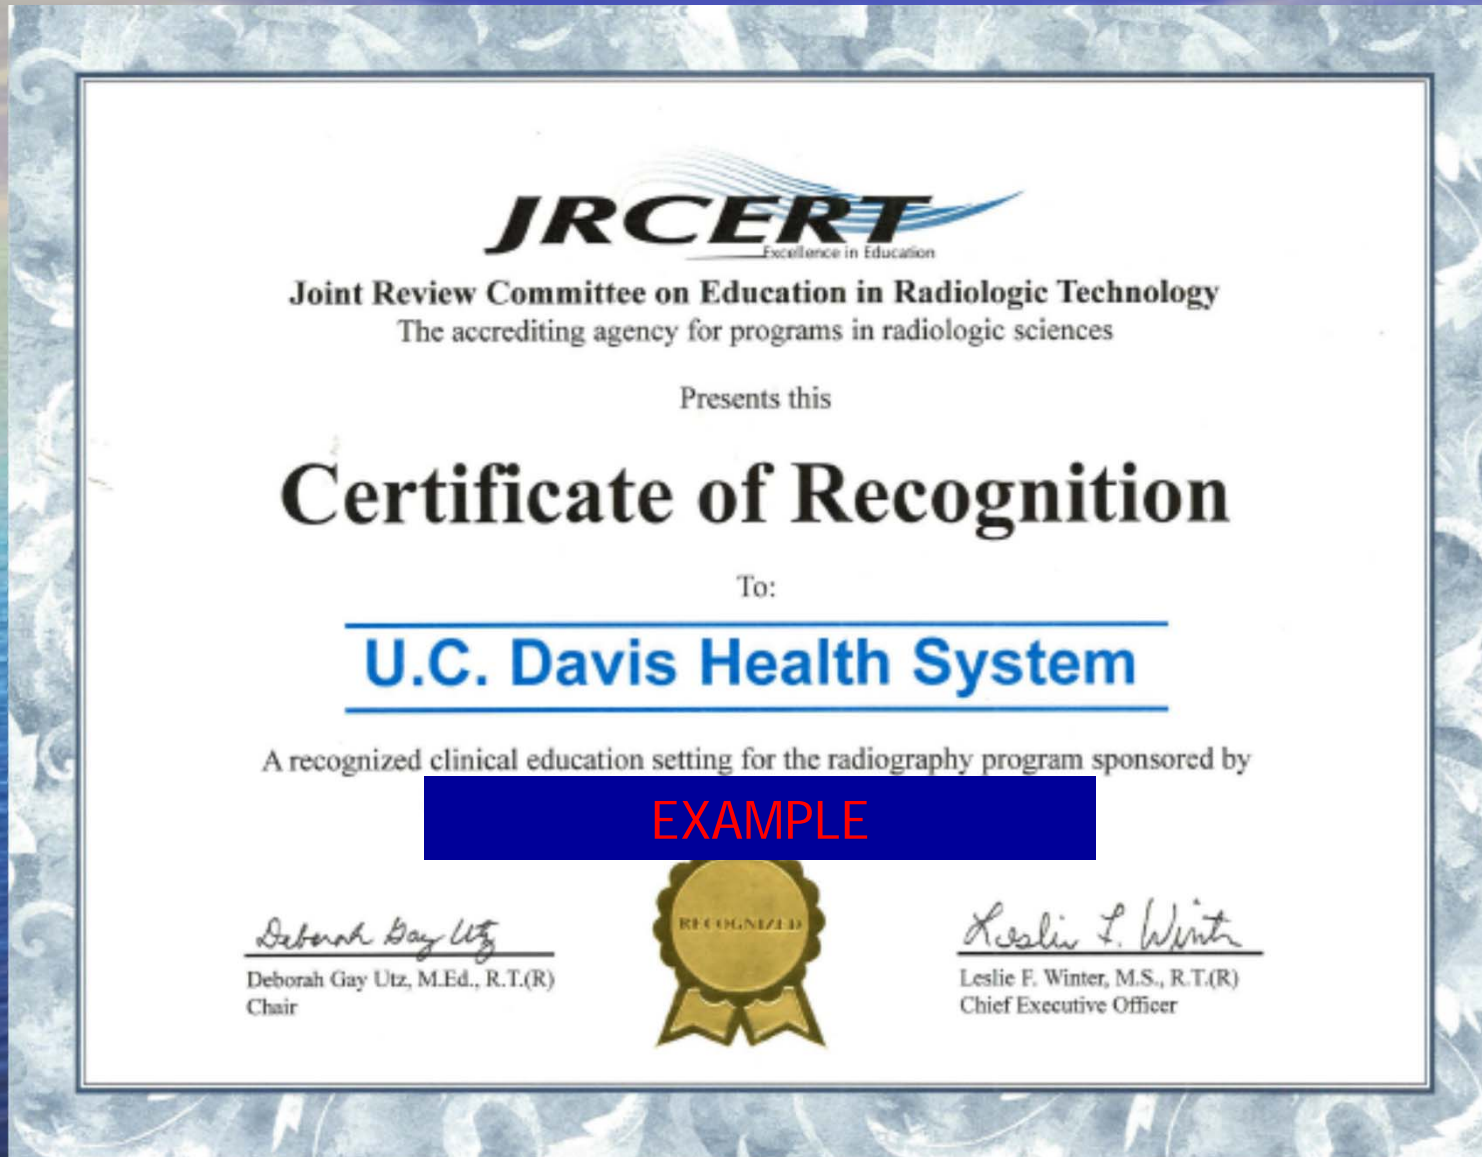 JRCERT
Excellence in Education
Joint Review Committee on Education in Radiologic Technology
The accrediting agency for programs in radiologic sciences
Presents this
Certificate of Recognition
To:
U.C. Davis Health System
A recognized clinical education setting for the radiography program sponsored by
EXAMPLE
RECOGNIZED
Deborah Gay Utz
Deborah Gay Utz, M.Ed., R.T.(R)
Chair
Leslie F. Winter
Leslie F. Winter, M.S., R.T.(R)
Chief Executive Officer